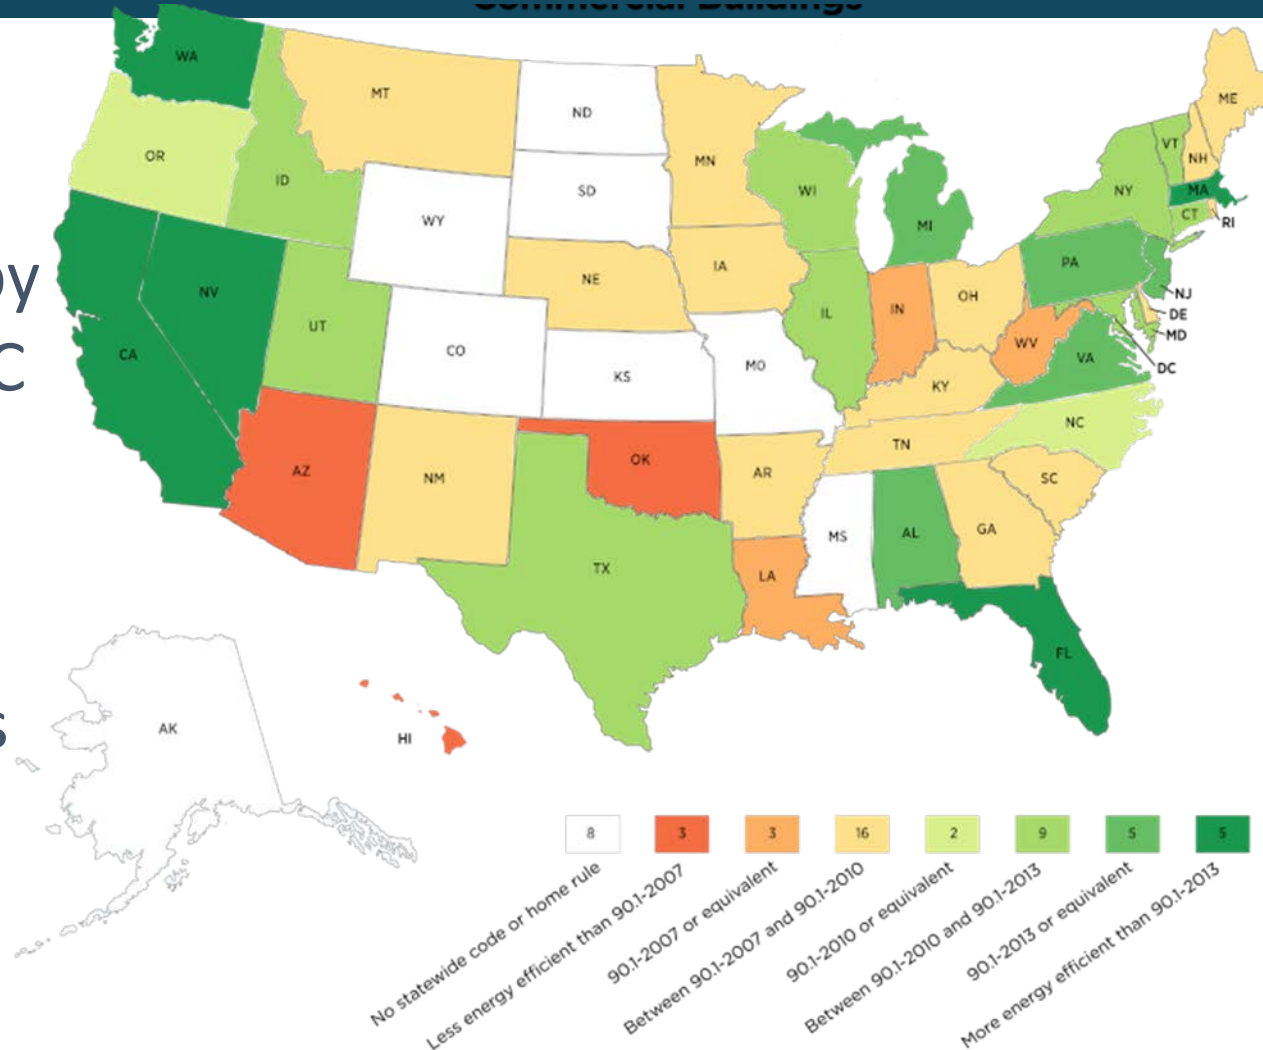 Commercial Buildings
WA
MT
ND
ME
OR
ID
MN
VT
NH
SD
WI
NY
MA
WY
CT
RI
MI
by
NV
NE
IA
PA
OH
NJ
IN
IL
DE
UT
MD
CA
CO
WV
C
KS
MO
VA
DC
KY
NC
AZ
NM
OK
AR
TN
SC
MS
AL
GA
TX
LA
FL
s
AK
HI
8
3
3
16
2
9
5
5
No statewide code or home rule
Less energy efficient than 90.1-2007
90.1-2007 or equivalent
Between 90.1-2007 and 90.1-2010
90.1-2010 or equivalent
Between 90.1-2010 and 90.1-2013
90.1-2013 or equivalent
More energy efficient than 90.1-2013